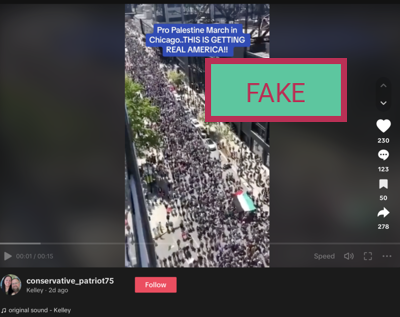 Pro Palestine March in
Chicago..THIS IS GETTING
REAL AMERICA!!
FAKE
230
123
50
278
00:01 / 00:15
Speed
conservative_patriot75
Kelley · 2d ago
Follow
♫ original sound - Kelley